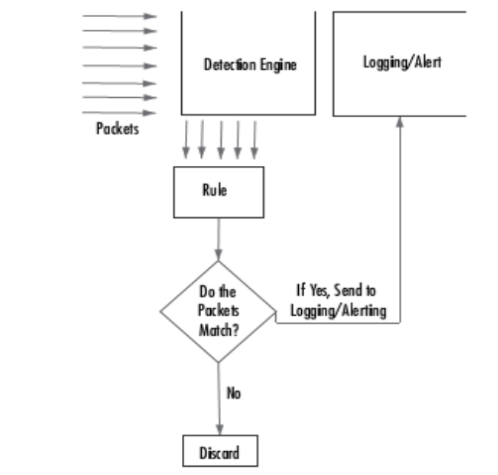 Detection Engine
Logging/Alert
Packets
Rule
Do the
Packets
Match?
If Yes, Send to
Logging/Alerting
No
Discard